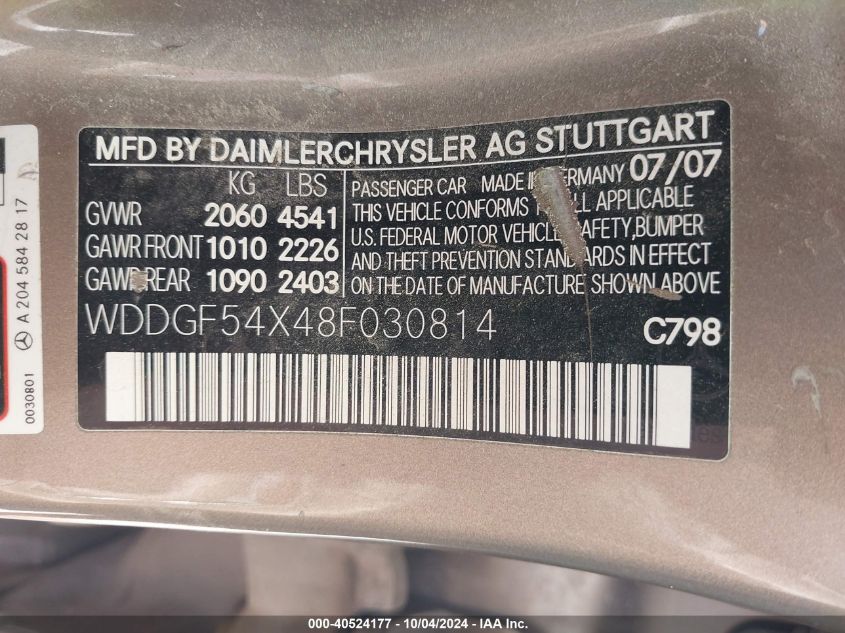 MFD BY DAIMLERCHRYSLER AG STUTTGART
KG LBS
GVWR 2060 4541
GAWR FRONT 1010 2226
GAWR REAR 1090 2403
07/07
PASSENGER CAR MADE IN GERMANY
THIS VEHICLE CONFORMS TO ALL APPLICABLE
U.S. FEDERAL MOTOR VEHICLE SAFETY, BUMPER
AND THEFT PREVENTION STANDARDS IN EFFECT
ON THE DATE OF MANUFACTURE SHOWN ABOVE
WDDGF54X48F030814
C798
A 204 584 28 17
0030801
000-40524177 - 10/04/2024 - IAA Inc.